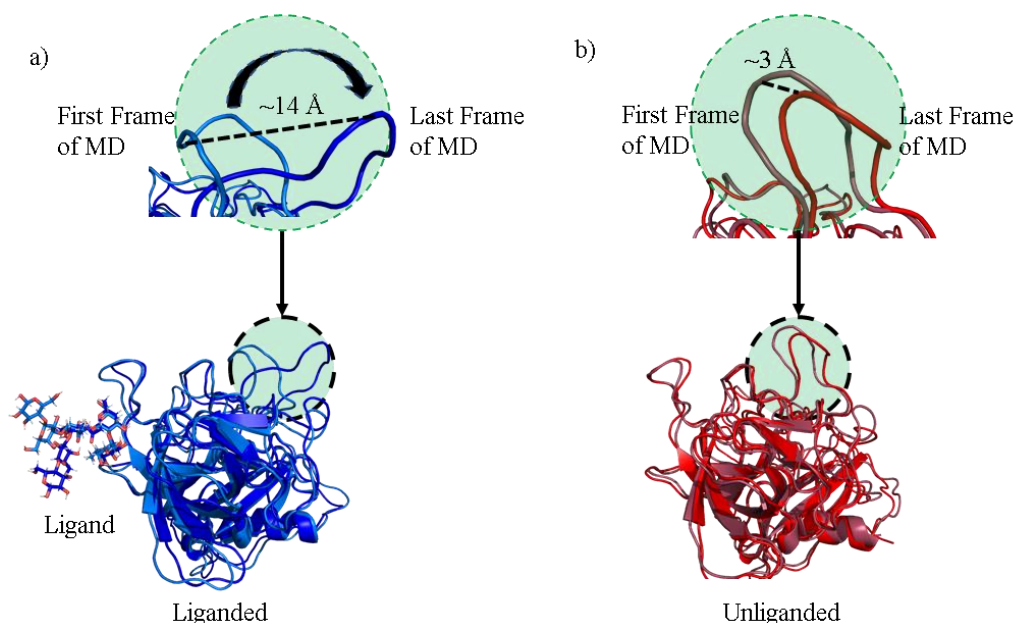 a)
~14 Å
First Frame
of MD
Last Frame
of MD
Ligand
Liganded
b)
~3 Å
First Frame
of MD
Last Frame
of MD
Unliganded